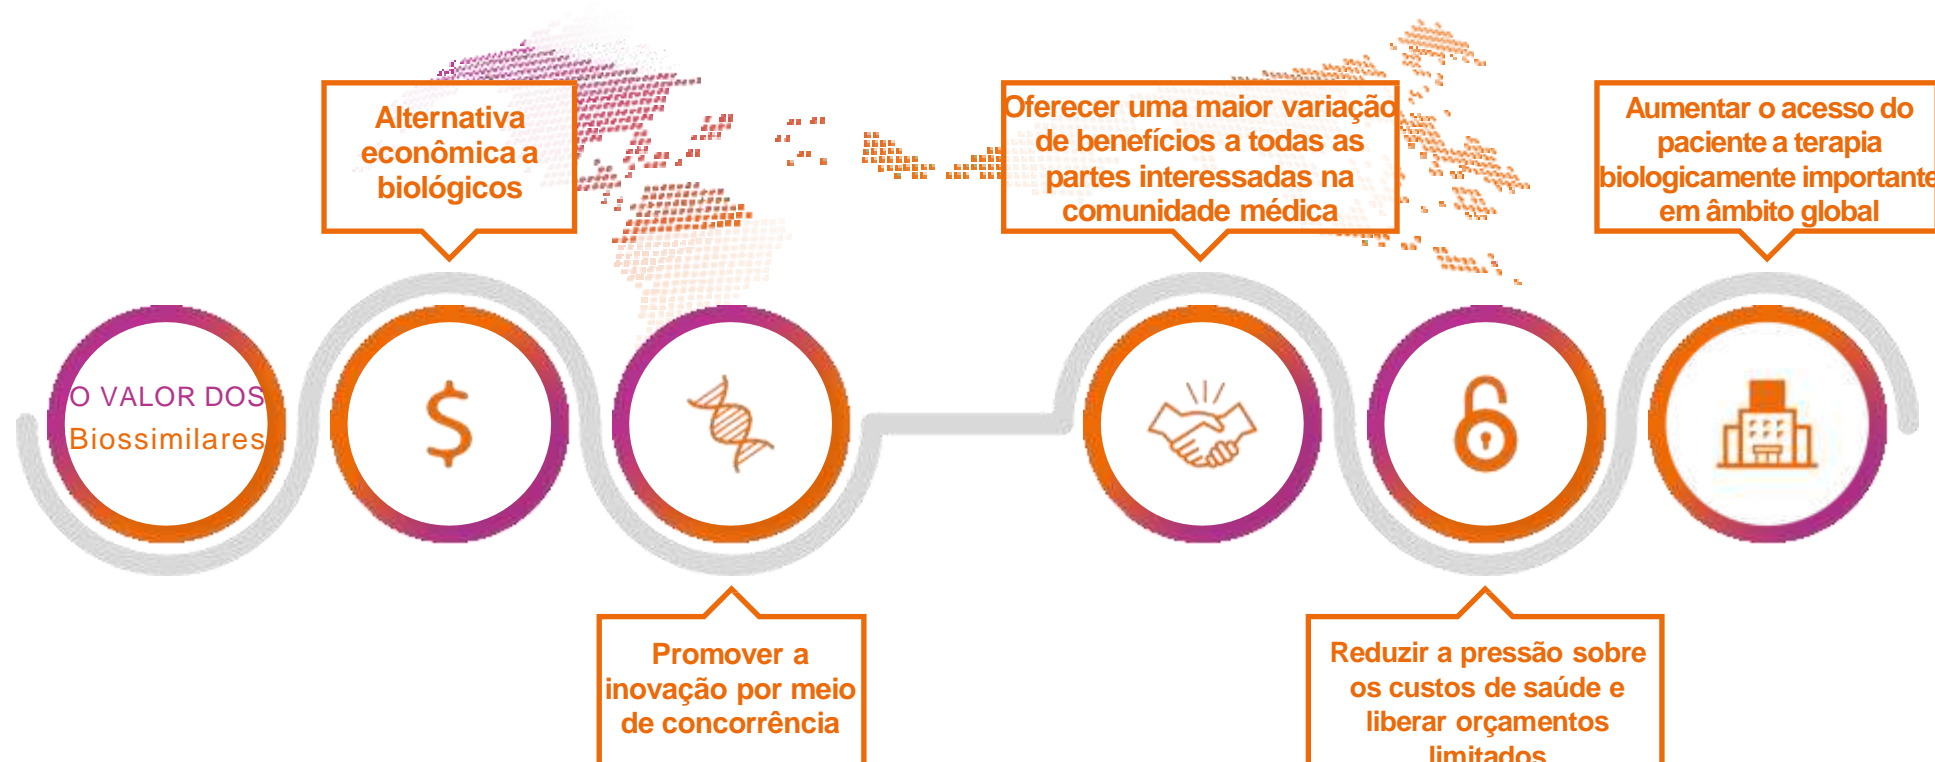 O VALOR DOS
Biossimilares
Alternativa
econômica a
biológicos
Promover a
inovação por meio
de concorrência
Oferecer uma maior variação
de benefícios a todas as
partes interessadas na
comunidade médica
Reduzir a pressão sobre
os custos de saúde e
liberar orçamentos
limitados
Aumentar o acesso do
paciente a terapia
biologicamente importante
em âmbito global